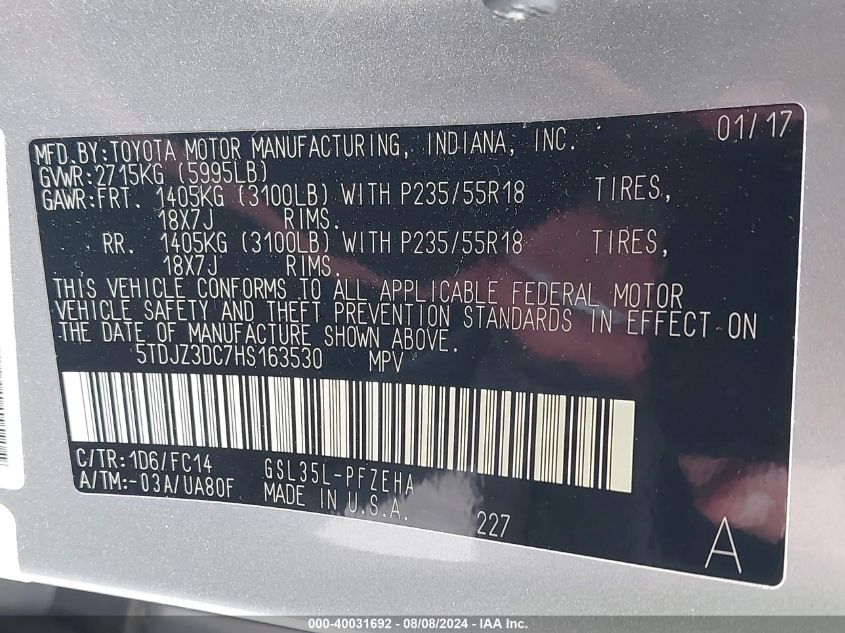 MFD.BY:TOYOTA MOTOR MANUFACTURING, INDIANA, INC. 01/17
GVWR:2715KG (5995LB)
GAWR:FRT. 1405KG (3100LB) WITH P235/55R18 TIRES,
18X7J RIMS.
RR. 1405KG (3100LB) WITH P235/55R18 TIRES,
18X7J RIMS.
THIS VEHICLE CONFORMS TO ALL APPLICABLE FEDERAL MOTOR
VEHICLE SAFETY AND THEFT PREVENTION STANDARDS IN EFFECT ON
THE DATE OF MANUFACTURE SHOWN ABOVE.
5TDJZ3DC7HS163530 MPV
C/TR:1D6/FC14 GSL35L-PFZEHA
A/TM:-03A/UA80F MADE IN U.S.A. 227 A
000-40031692 - 08/08/2024 - IAA Inc.